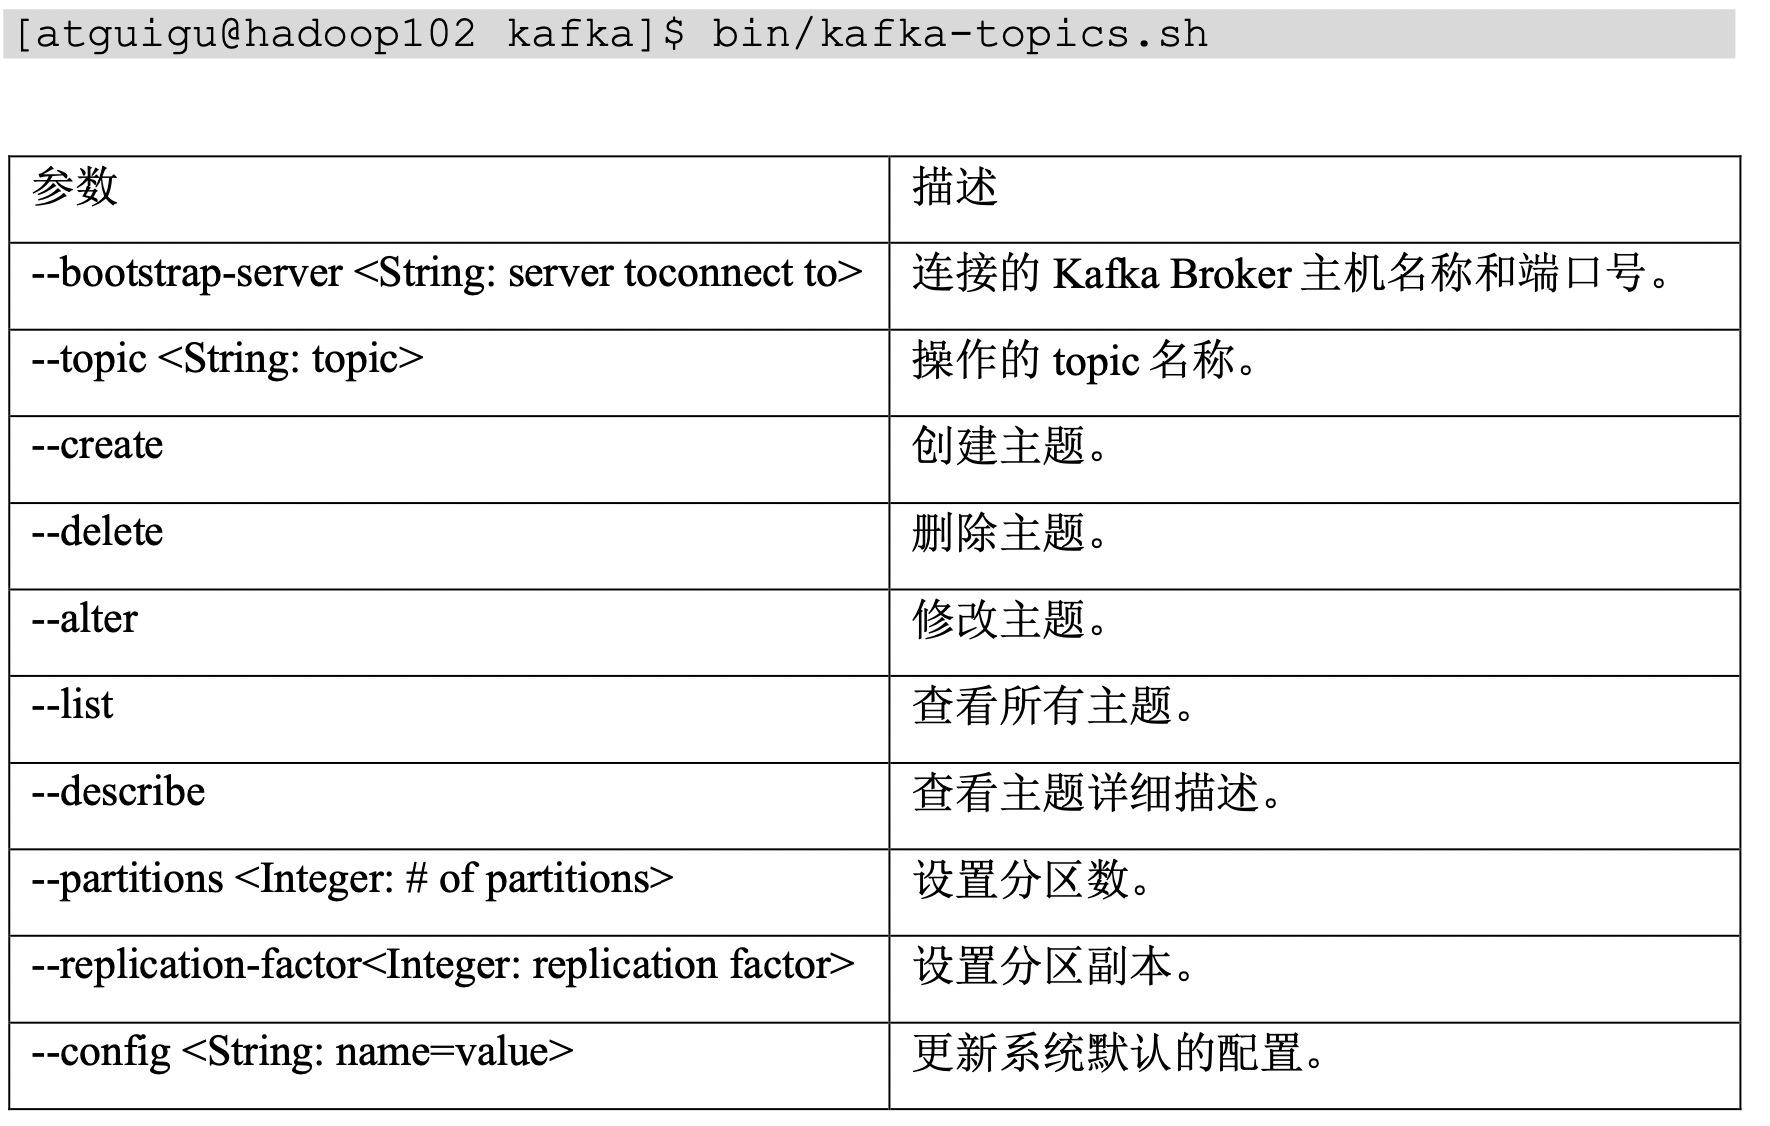 [atguigu@hadoop102 kafka]$ bin/kafka-topics.sh
参数 描述
--bootstrap-server <String: server toconnect to> 连接的 Kafka Broker 主机名称和端口号。
--topic <String: topic> 操作的 topic 名称。
--create 创建主题。
--delete 删除主题。
--alter 修改主题。
--list 查看所有主题。
--describe 查看主题详细描述。
--partitions <Integer: # of partitions> 设置分区数。
--replication-factor<Integer: replication factor> 设置分区副本。
--config <String: name=value> 更新系统默认的配置。